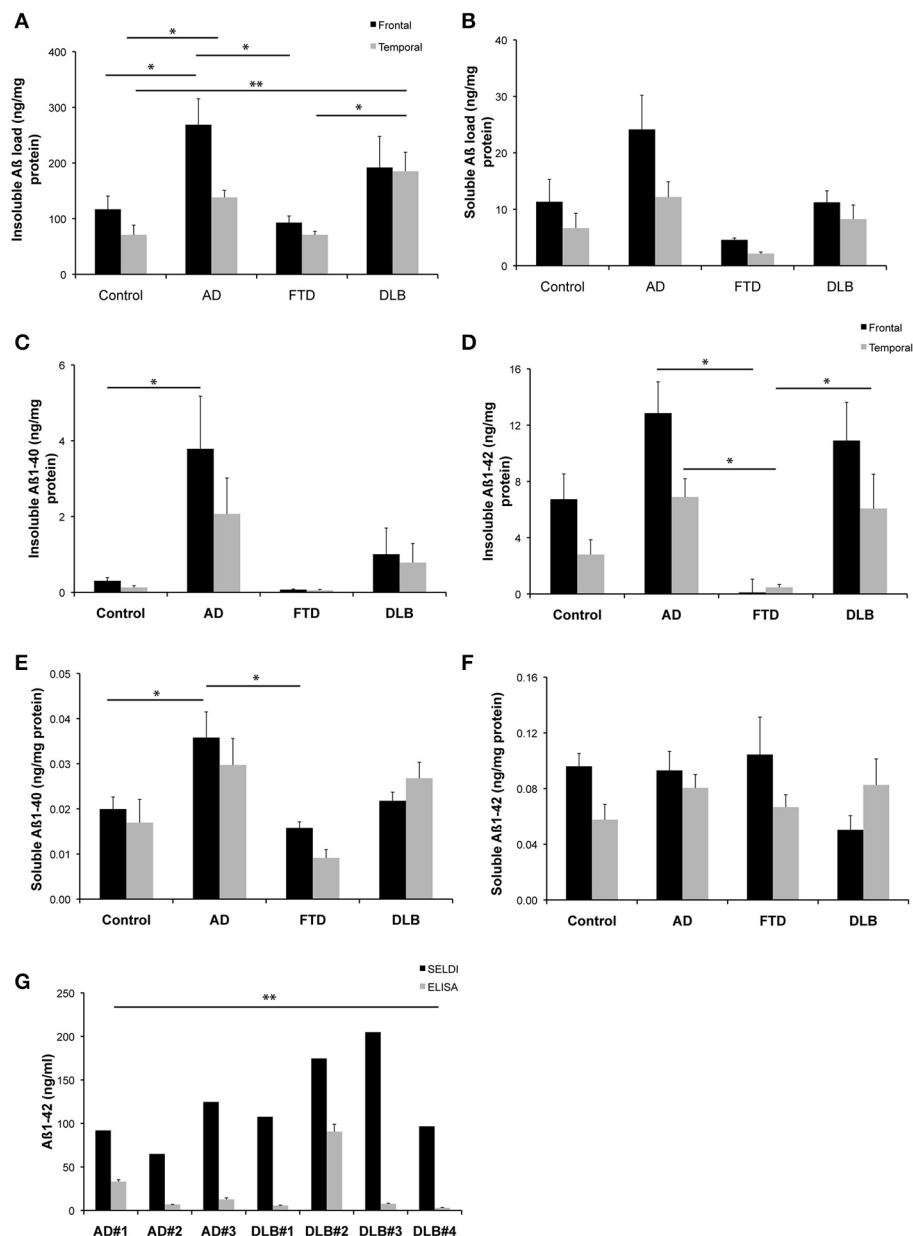 A
Frontal
Temporal
Insoluble Aß load (ng/mg
protein)
400
300
200
100
0
*
*
*
**
*
Control AD FTD DLB
B
Soluble Aß load (ng/mg
protein)
40
30
20
10
0
Control AD FTD DLB
C
Insoluble Aß1-40 (ng/mg
protein)
6
4
2
0
*
Control AD FTD DLB
D
Frontal
Temporal
Insoluble Aß1-42 (ng/mg
protein)
16
12
8
4
0
*
*
*
Control AD FTD DLB
E
Soluble Aß1-40 (ng/mg protein)
0.05
0.04
0.03
0.02
0.01
0.00
*
*
Control AD FTD DLB
F
Soluble Aß1-42 (ng/mg protein)
0.16
0.12
0.08
0.04
0.00
Control AD FTD DLB
G
SELDI
ELISA
Aß1-42 (ng/ml)
250
200
150
100
50
0
**
AD#1 AD#2 AD#3 DLB#1 DLB#2 DLB#3 DLB#4